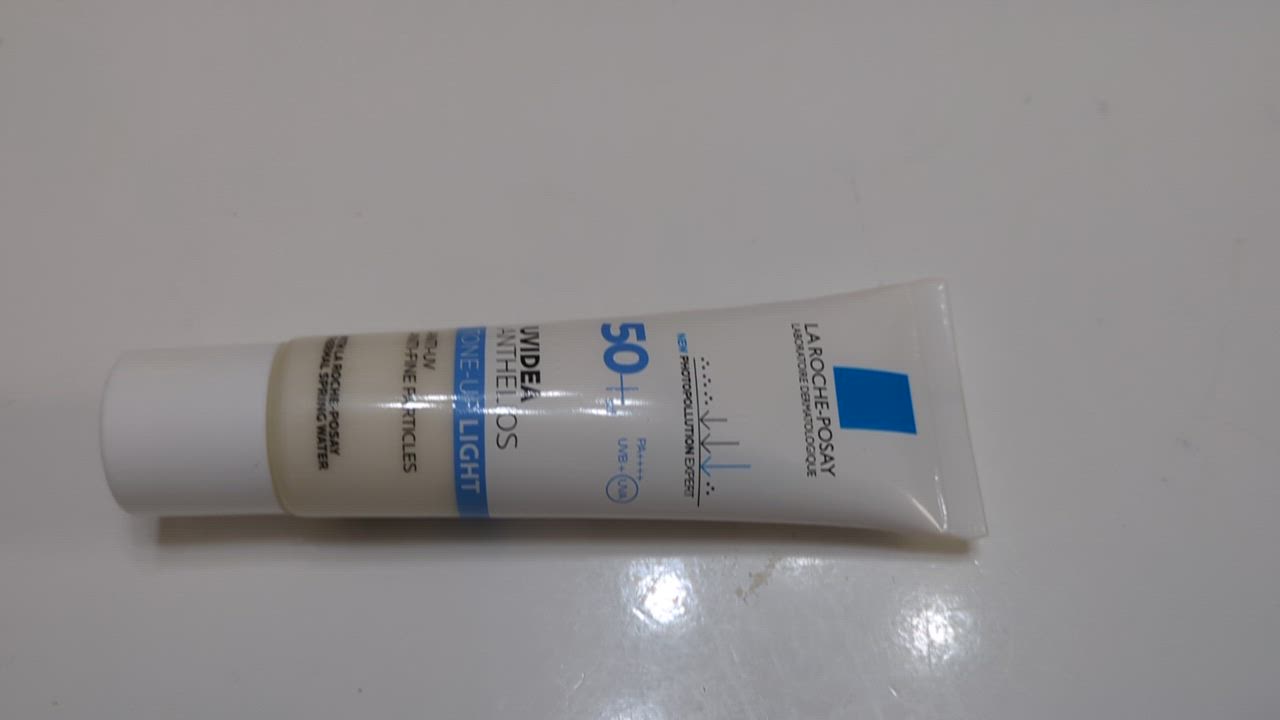 LA ROCHE-POSAY
LABORATOIRE DERMATOLOGIQUE
NEW PHOTOPOLLUTION EXPERT
50+
PA++++
UVB + UVA
UVIDEA
ANTHELIOS
TONE-UP LIGHT
ANTI-UV
ANTI-FINE PARTICLES
LA ROCHE-POSAY
THERMAL SPRING WATER